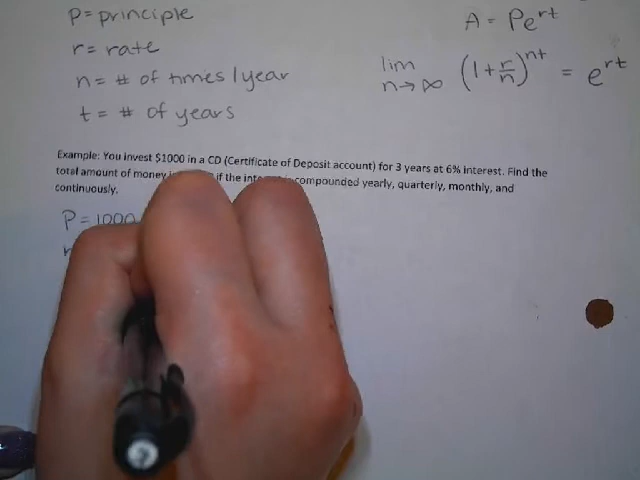 P = principle
r = rate
n = # of times/year
t = # of years
A = Pe^rt
lim n→∞ (1+r/n)^nt = e^rt
Example: You invest $1000 in a CD (Certificate of Deposit account) for 3 years at 6% interest. Find the
total amount of money if the compounded yearly, quarterly, monthly, and
continuously.
P = 1000